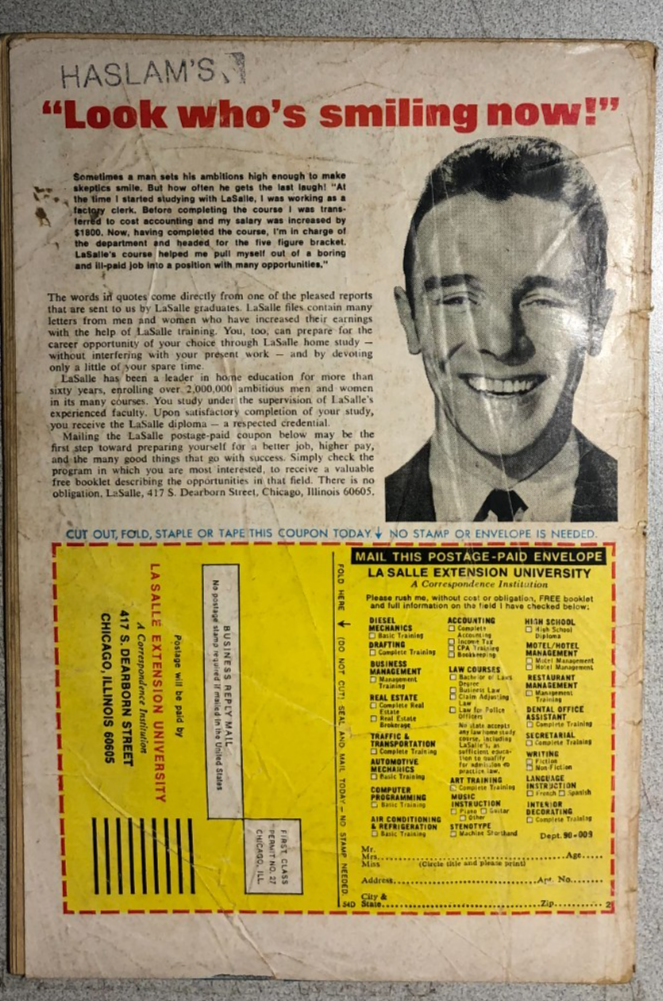 HASLAM'S
"Look who's smiling now!"
Sometimes a man sets his ambitions high enough to make
skeptics smile. But how often he gets the last laugh! "At
the time I started studying with LaSalle, I was working as a
factory clerk. Before completing the course I was trans-
ferred to cost accounting and my salary was increased by
$1800. Now, having completed the course, I'm in charge of
the department and headed for the five figure bracket.
LaSalle's course helped me pull myself out of a boring
and ill-paid job into a position with many opportunities."
The words in quotes come directly from one of the pleased reports
that are sent to us by LaSalle graduates. LaSalle files contain many
letters from men and women who have increased their earnings
with the help of LaSalle training. You, too, can prepare for the
career opportunity of your choice through LaSalle home study —
without interfering with your present work — and by devoting
only a little of your spare time.
LaSalle has been a leader in home education for more than
sixty years, enrolling over 2,000,000 ambitious men and women
in its many courses. You study under the supervision of LaSalle's
experienced faculty. Upon satisfactory completion of your study,
you receive the LaSalle diploma — a respected credential.
Mailing the LaSalle postage-paid coupon below may be the
first step toward preparing yourself for a better job, higher pay,
and the many good things that go with success. Simply check the
program in which you are most interested, to receive a valuable
free booklet describing the opportunities in that field. There is no
obligation. LaSalle, 417 S. Dearborn Street, Chicago, Illinois 60605.
CUT OUT, FOLD, STAPLE OR TAPE THIS COUPON TODAY ↓ NO STAMP OR ENVELOPE IS NEEDED.
BUSINESS REPLY MAIL
No postage stamp required if mailed in the United States
Postage will be paid by
LA SALLE EXTENSION UNIVERSITY
A Correspondence Institution
417 S. DEARBORN STREET
CHICAGO, ILLINOIS 60605
FIRST CLASS
PERMIT NO. 27
CHICAGO, ILL.
FOLD HERE (DO NOT CUT) SEAL AND MAIL TODAY — NO STAMP NEEDED.
MAIL THIS POSTAGE-PAID ENVELOPE
LA SALLE EXTENSION UNIVERSITY
A Correspondence Institution
Please rush me, without cost or obligation, FREE booklet
and full information on the field I have checked below:
DIESEL
MECHANICS
Basic Training
DRAFTING
Complete Training
BUSINESS
MANAGEMENT
Management
Training
REAL ESTATE
Complete Real
Estate
Real Estate
Brokerage
TRAFFIC &
TRANSPORTATION
Complete Training
AUTOMOTIVE
MECHANICS
Basic Training
COMPUTER
PROGRAMMING
Basic Training
AIR CONDITIONING
& REFRIGERATION
Basic Training
ACCOUNTING
Complete
Accounting
Income Tax
CPA Training
Bookkeeping
LAW COURSES
Bachelor of Laws
Degree
Business Law
Claim Adjusting
Law
Law for Police
Officers
No state accepts
any law home study
course, including
LaSalle's, as
sufficient educa-
tion to qualify
for admission to
practice law.
ART TRAINING
Complete Training
MUSIC
INSTRUCTION
Piano Guitar
Other
STENOTYPE
Machine Shorthand
HIGH SCHOOL
High School
Diploma
MOTEL/HOTEL
MANAGEMENT
Motel Management
Hotel Management
RESTAURANT
MANAGEMENT
Management
Training
DENTAL OFFICE
ASSISTANT
Complete Training
SECRETARIAL
Complete Training
WRITING
Fiction
Non-Fiction
LANGUAGE
INSTRUCTION
French Spanish
INTERIOR
DECORATING
Complete Training
Dept. 90-009
Mr.
Mrs.
Miss
Age
(Circle title and please print)
Address
Apt. No.
City &
State
Zip